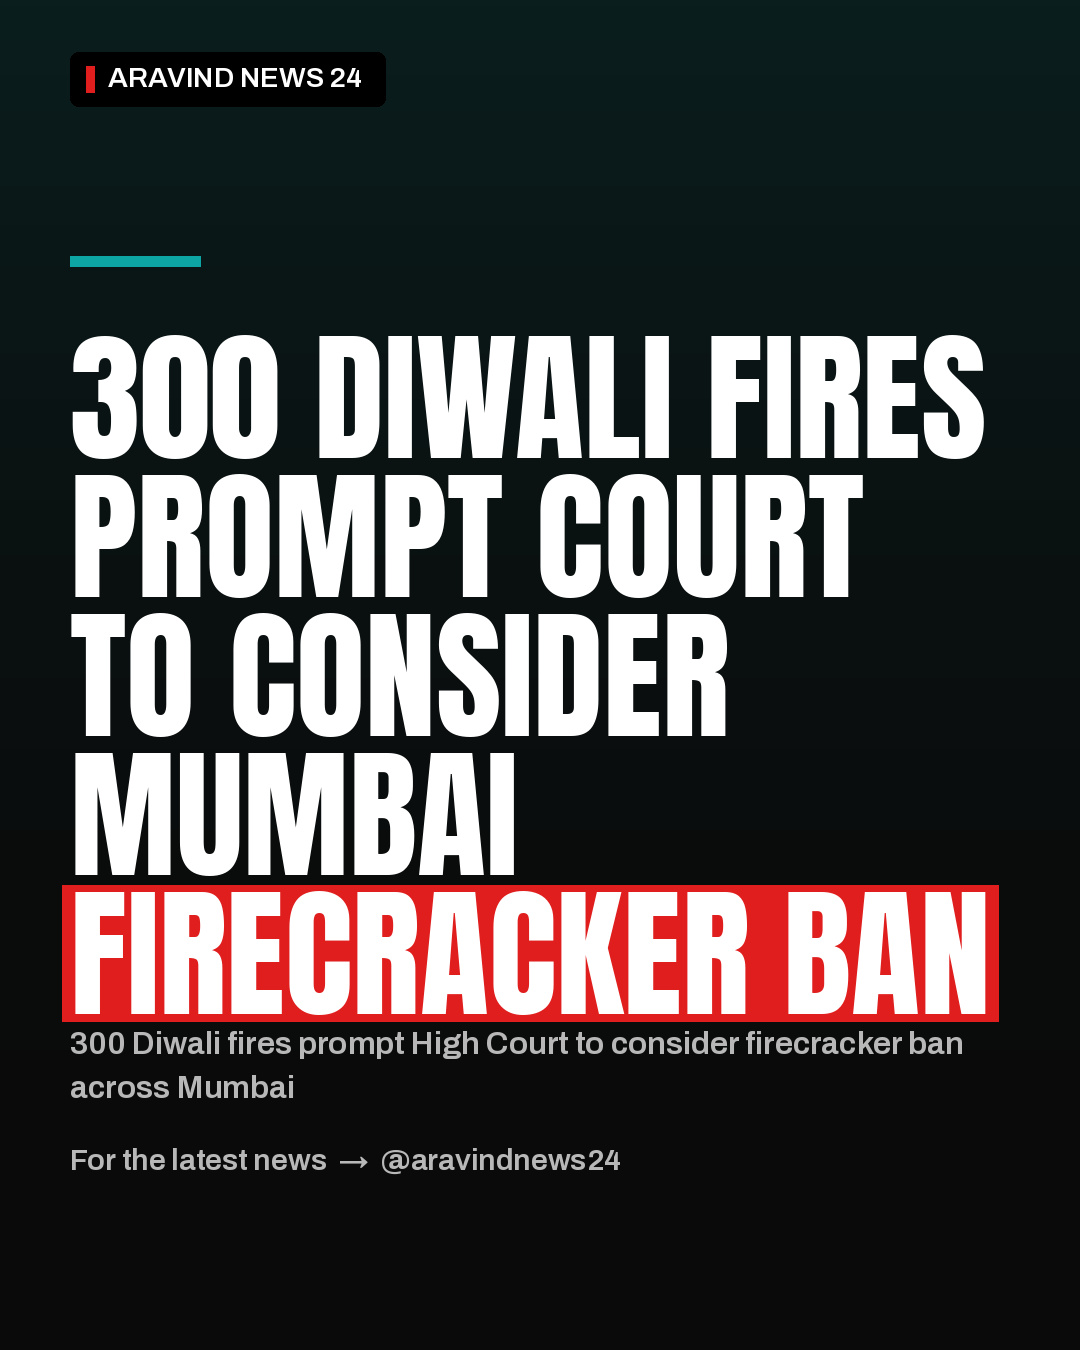 ARAVIND NEWS 24
300 DIWALI FIRES
PROMPT COURT
TO CONSIDER
MUMBAI
FIRECRACKER BAN
300 Diwali fires prompt High Court to consider firecracker ban
across Mumbai
For the latest news → @aravindnews24